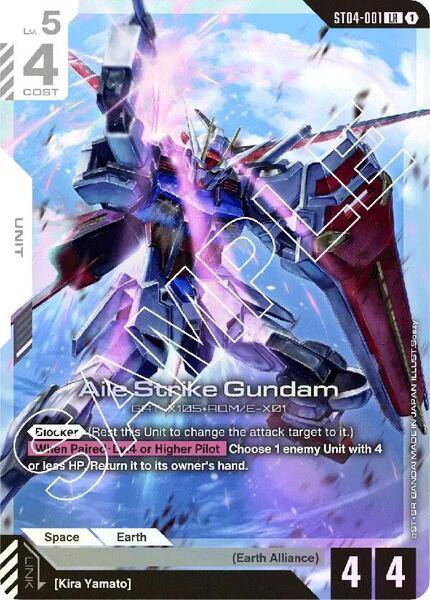 Lv. 5
ST04-001 LR 1
4
COST
UNIT
SAMPLE
Aile Strike Gundam
GAT-X105+AQM/E-X01
Blocker (Rest this Unit to change the attack target to it.)
When Paired･Lv.4 or Higher Pilot Choose 1 enemy Unit with 4
or less HP. Return it to its owner's hand.
Space Earth
(Earth Alliance)
LINK
[Kira Yamato]
4 4
©ST･SR BANDAI MADE IN JAPAN ILLUST.